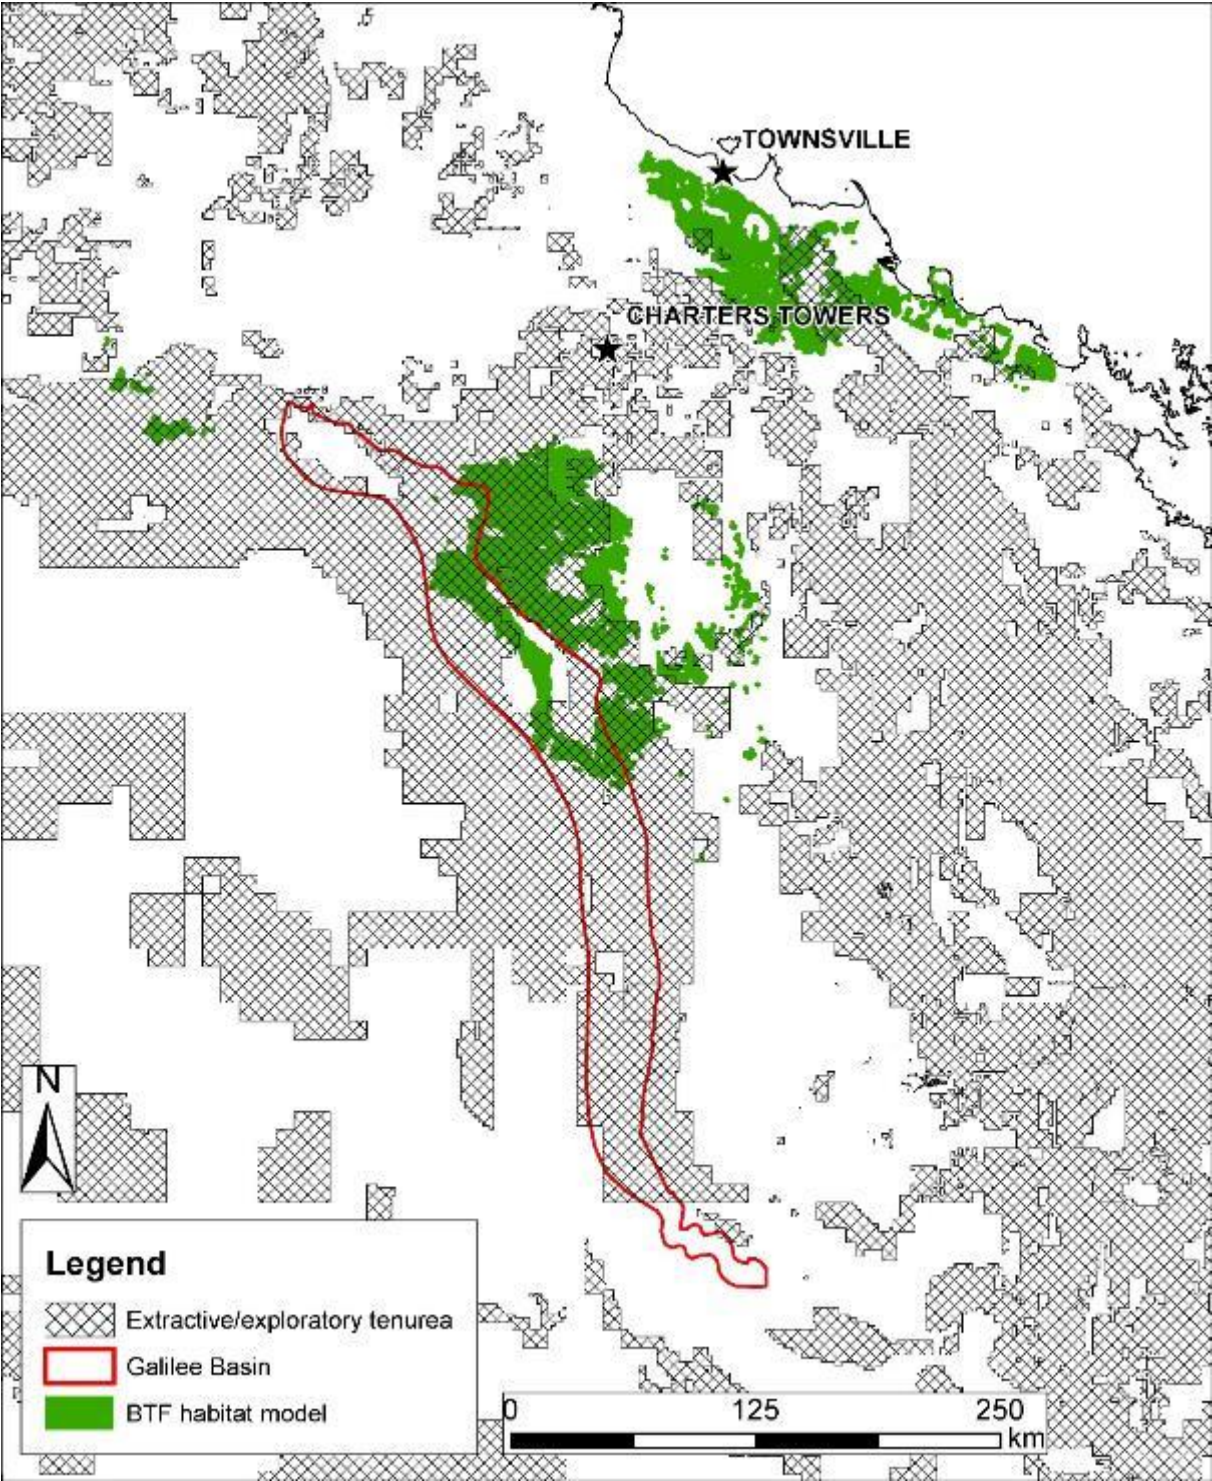 TOWNSVILLE
CHARTERS TOWERS
N
Legend
Extractive/exploratory tenurea
Galilee Basin
BTF habitat model
0 125 250
km